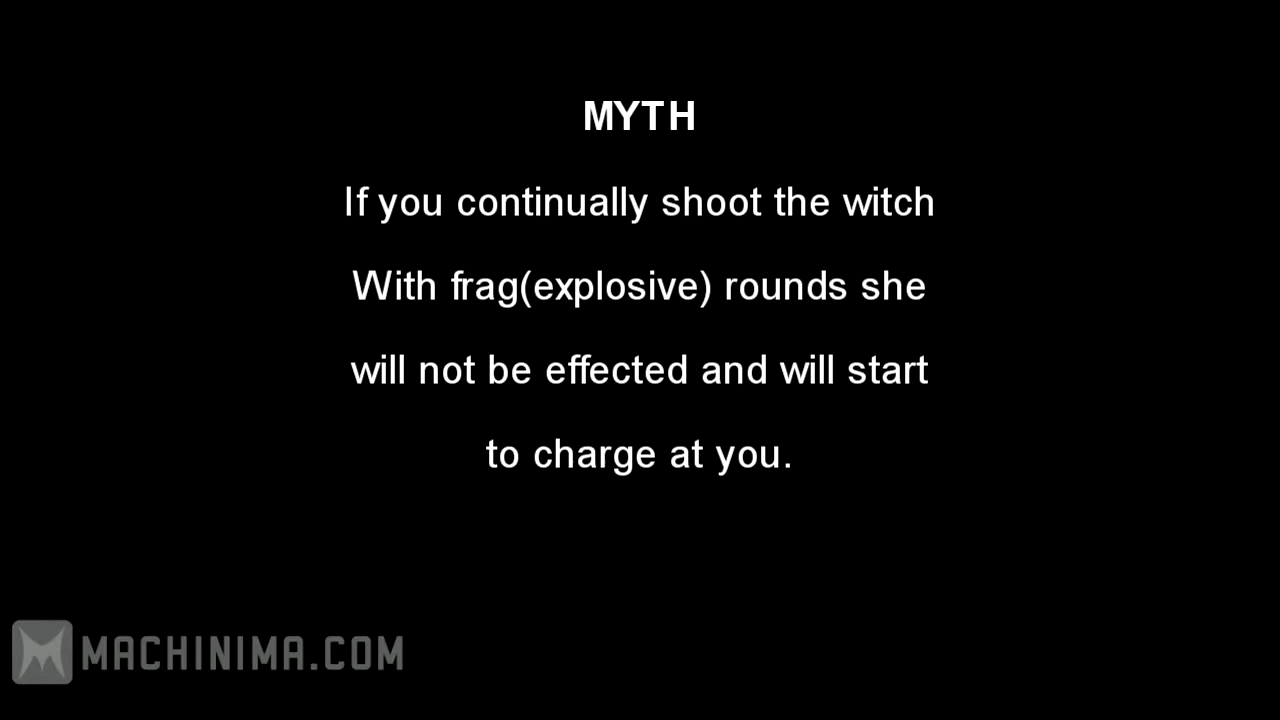 MYTH
If you continually shoot the witch
With frag(explosive) rounds she
will not be effected and will start
to charge at you.
MACHINIMA.COM